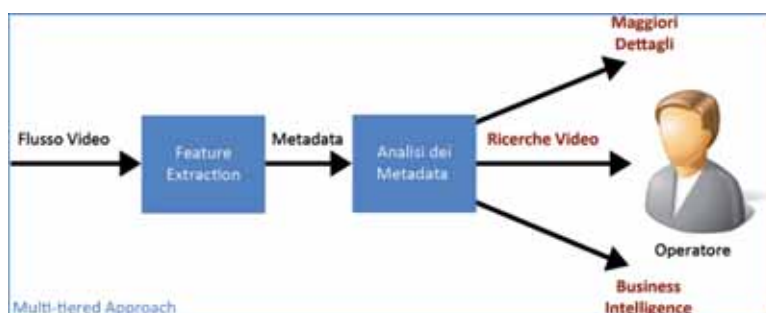 Maggiori
Dettagli
Flusso Video
Feature
Extraction
Metadata
Analisi dei
Metadata
Ricerche Video
Operatore
Business
Intelligence
Multi-tiered Approach